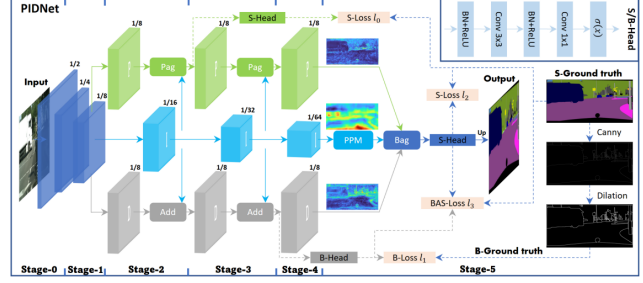 PIDNet
Input
1/2
1/4
1/8
1/8
Pag
1/8
Pag
1/8
S-Head
S-Loss l₀
1/16
1/32
1/64
PPM
Bag
S-Head
Up
Output
S-Loss l₂
BAS-Loss l₃
1/8
Add
1/8
Add
1/8
B-Head
B-Loss l₁
B-Ground truth
S-Ground truth
Canny
Dilation
BN+ReLU
Conv 3x3
BN+ReLU
Conv 1x1
σ(x)
S/B-Head
Stage-0
Stage-1
Stage-2
Stage-3
Stage-4
Stage-5